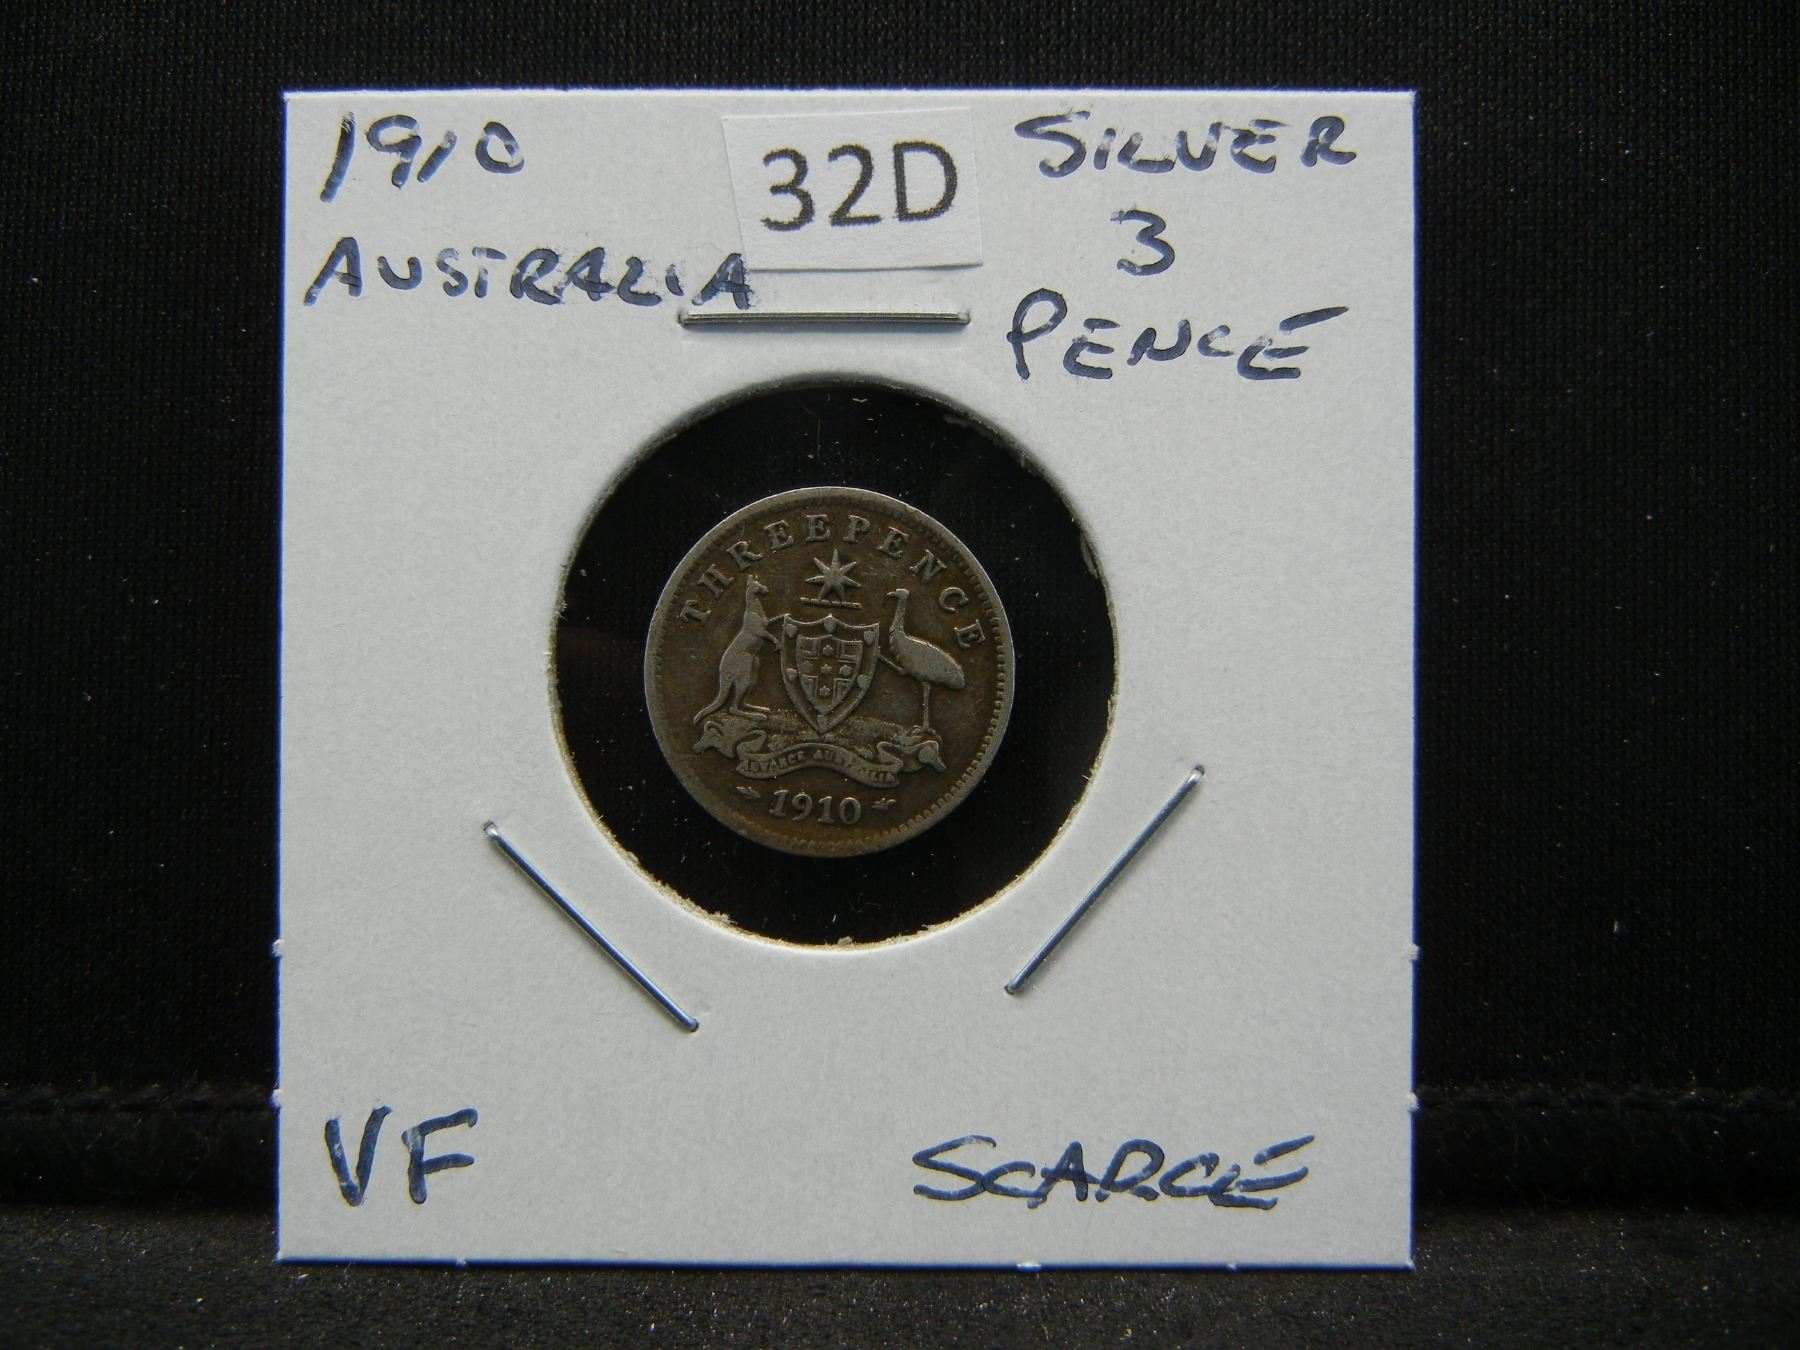 1910
AUSTRALIA
32D
SILVER
3
PENCE
THREEPENCE
ADVANCE AUSTRALIA
1910
VF
SCARCE